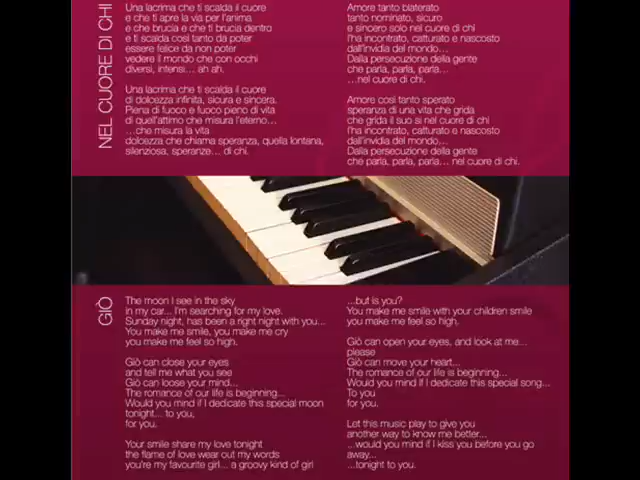 NEL CUORE DI CHI
Una lacrima che ti scalda il cuore
e che ti apre la via per l'anima
e che brucia e che ti brucia dentro
e ti scalda così tanto da poter
essere felice da non poter
vedere il mondo che con occhi
diversi, intensi... ah ah.
Una lacrima che ti scalda il cuore
di dolcezza infinita, sicura e sincera.
Piena di fuoco e fuoco pieno di vita
di quell'attimo che misura l'eterno...
...che misura la vita
dolcezza che chiama speranza, quella lontana,
silenziosa, speranze... di chi.
Amore tanto blaterato
tanto nominato, sicuro
e sincero solo nel cuore di chi
l'ha incontrato, catturato e nascosto
dall'invidia del mondo...
Dalla persecuzione della gente
che parla, parla, parla...
...nel cuore di chi.
Amore così tanto sperato
speranza di una vita che grida
che grida il suo sì nel cuore di chi
l'ha incontrato, catturato e nascosto
dall'invidia del mondo...
Dalla persecuzione della gente
che parla, parla, parla... nel cuore di chi.
GIÒ
The moon I see in the sky
in my car... I'm searching for my love.
Sunday night, has been a right night with you...
You make me smile, you make me cry
you make me feel so high.
Giò can close your eyes
and tell me what you see
Giò can loose your mind...
The romance of our life is beginning...
Would you mind if I dedicate this special moon
tonight... to you,
for you.
Your smile share my love tonight
the flame of love wear out my words
you're my favourite girl... a groovy kind of girl
...but is you?
You make me smile with your children smile
you make me feel so high.
Giò can open your eyes, and look at me...
please
Giò can move your heart...
The romance of our life is beginning...
Would you mind if I dedicate this special song...
To you
for you.
Let this music play to give you
another way to know me better...
...would you mind if I kiss you before you go
away...
...tonight to you.